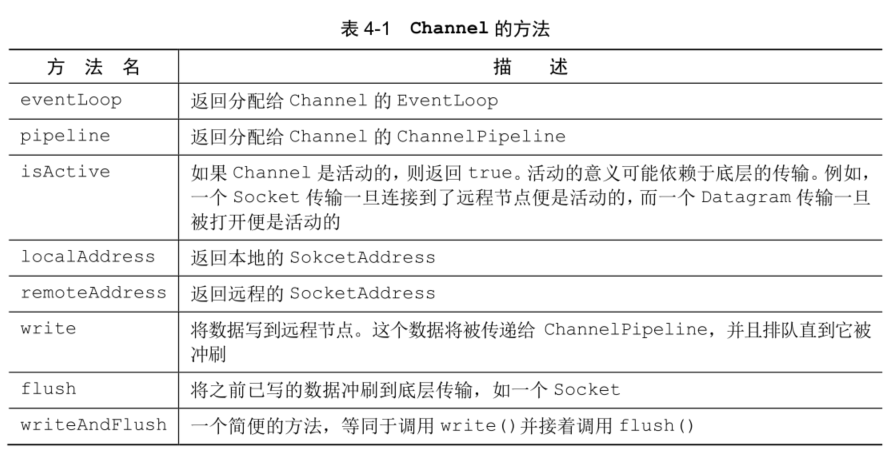 表 4-1 Channel 的方法
方 法 名 描 述
eventLoop 返回分配给 Channel 的 EventLoop
pipeline 返回分配给 Channel 的 ChannelPipeline
isActive 如果 Channel 是活动的，则返回 true。活动的意义可能依赖于底层的传输。例如，
一个 Socket 传输一旦连接到了远程节点便是活动的，而一个 Datagram 传输一旦
被打开便是活动的
localAddress 返回本地的 SokcetAddress
remoteAddress 返回远程的 SocketAddress
write 将数据写到远程节点。这个数据将被传递给 ChannelPipeline，并且排队直到它被
冲刷
flush 将之前已写的数据冲刷到底层传输，如一个 Socket
writeAndFlush 一个简便的方法，等同于调用 write()并接着调用 flush()